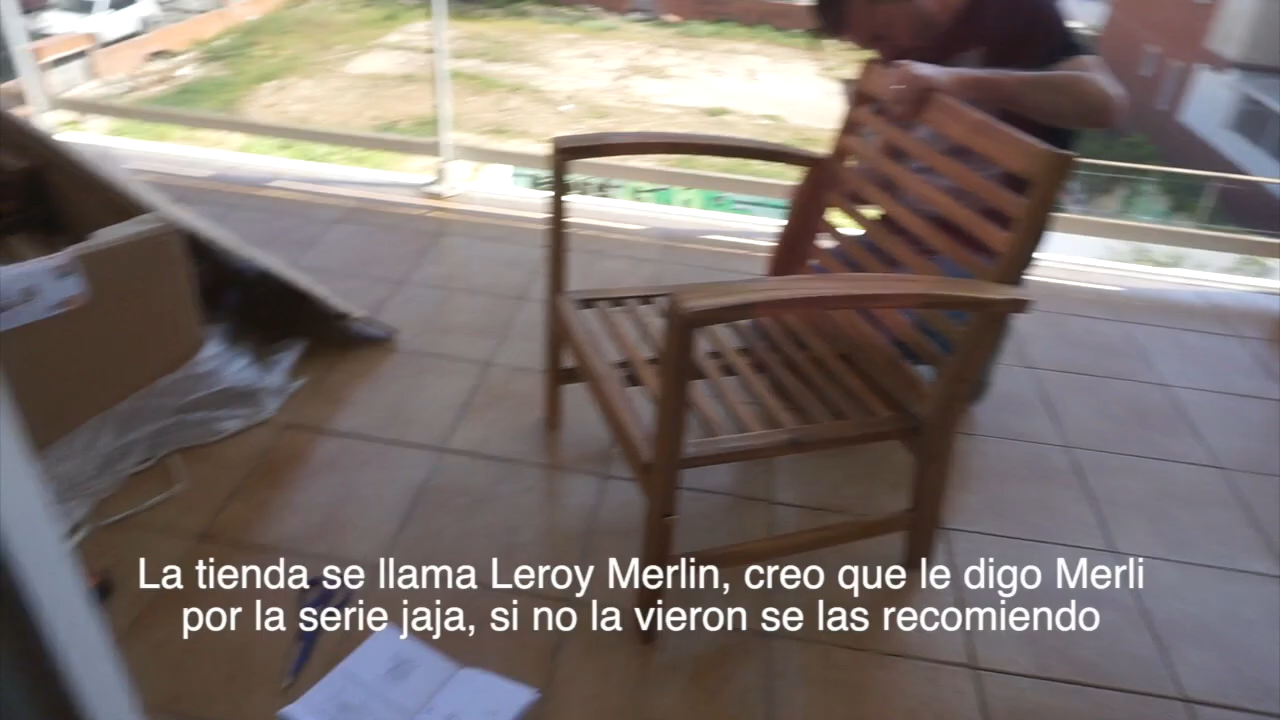 La tienda se llama Leroy Merlin, creo que le digo Merli
por la serie jaja, si no la vieron se las recomiendo